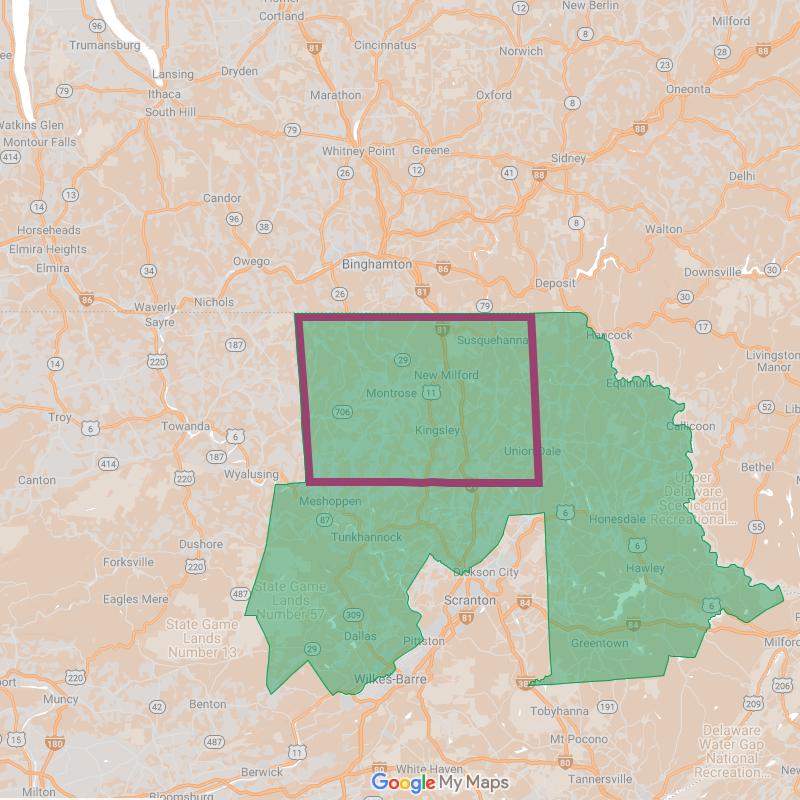 Homer
Cortland
New Berlin
12
96
Trumansburg
81
Cincinnatus
8
Milford
Norwich
28
88
Lansing
Dryden
23
79
Ithaca
Marathon
Oxford
Oneonta
South Hill
8
Watkins Glen
Montour Falls
79
88
414
Whitney Point
Greene
Sidney
26
12
41
88
Delhi
13
Candor
14
96
38
8
Horseheads
Walton
Elmira Heights
Owego
Binghamton
86
Elmira
34
Downsville
30
Deposit
86
Nichols
26
81
79
30
Waverly
Sayre
81
17
Hancock
187
Susquehanna
220
29
Livingston
Manor
14
New Milford
Equinunk
Montrose
11
706
52
Troy
6
Towanda
Kingsley
Callicoon
6
187
Union Dale
414
220
Wyalusing
Bethel
Canton
Upper
Delaware
Scenic and
Recreational...
Meshoppen
87
6
Honesdale
55
Dushore
Tunkhannock
6
Forksville
220
Dickson City
Hawley
487
State Game
Lands
Number 57
Eagles Mere
Scranton
84
6
309
81
State Game
Lands
Number 13
84
Dallas
Pittston
Greentown
Milford
29
220
Wilkes-Barre
380
206
Muncy
42
Benton
191
209
Tobyhanna
15
180
487
11
Mt Pocono
Delaware
Water Gap
National
Recreation...
80
Berwick
80
White Haven
Tannersville
Milton
Bloomsburg
Google My Maps